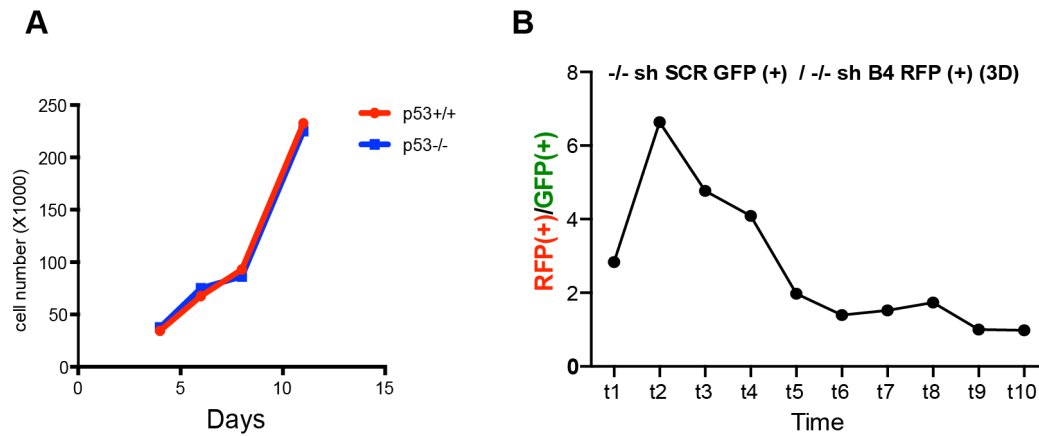 A
cell number (X1000)
250
200
150
100
50
0
0 5 10 15
Days
p53+/+
p53-/-
B
-/- sh SCR GFP (+) / -/- sh B4 RFP (+) (3D)
RFP(+)/GFP(+)
8
6
4
2
0
t1 t2 t3 t4 t5 t6 t7 t8 t9 t10
Time